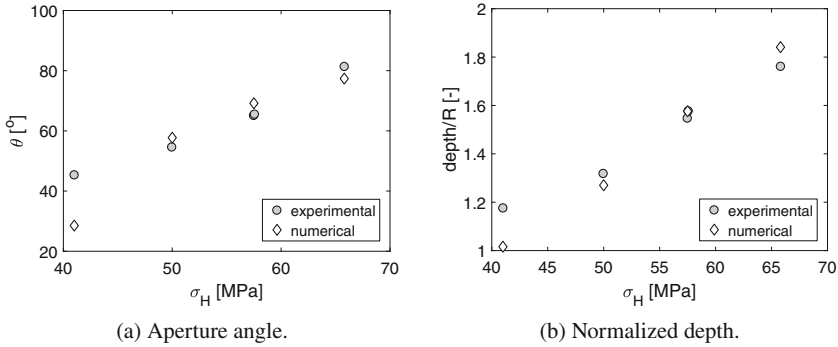 100
80
60
40
20
θ [°]
40
50
60
70
σH [MPa]
experimental
numerical
(a) Aperture angle.
2
1.8
1.6
1.4
1.2
1
depth/R [-]
40
45
50
55
60
65
70
σH [MPa]
experimental
numerical
(b) Normalized depth.